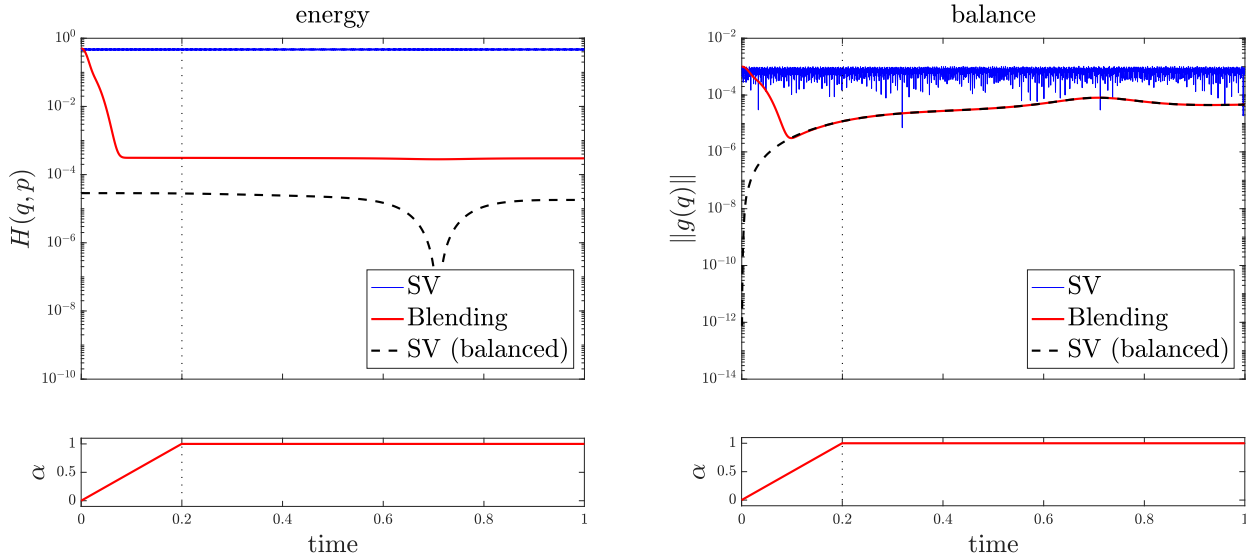 energy
10⁰
10⁻²
10⁻⁴
10⁻⁶
10⁻⁸
10⁻¹⁰
H(q, p)
SV
Blending
SV (balanced)
1
0.5
0
α
0 0.2 0.4 0.6 0.8 1
time
balance
10⁻²
10⁻⁴
10⁻⁶
10⁻⁸
10⁻¹⁰
10⁻¹²
10⁻¹⁴
||g(q)||
SV
Blending
SV (balanced)
1
0.5
0
α
0 0.2 0.4 0.6 0.8 1
time